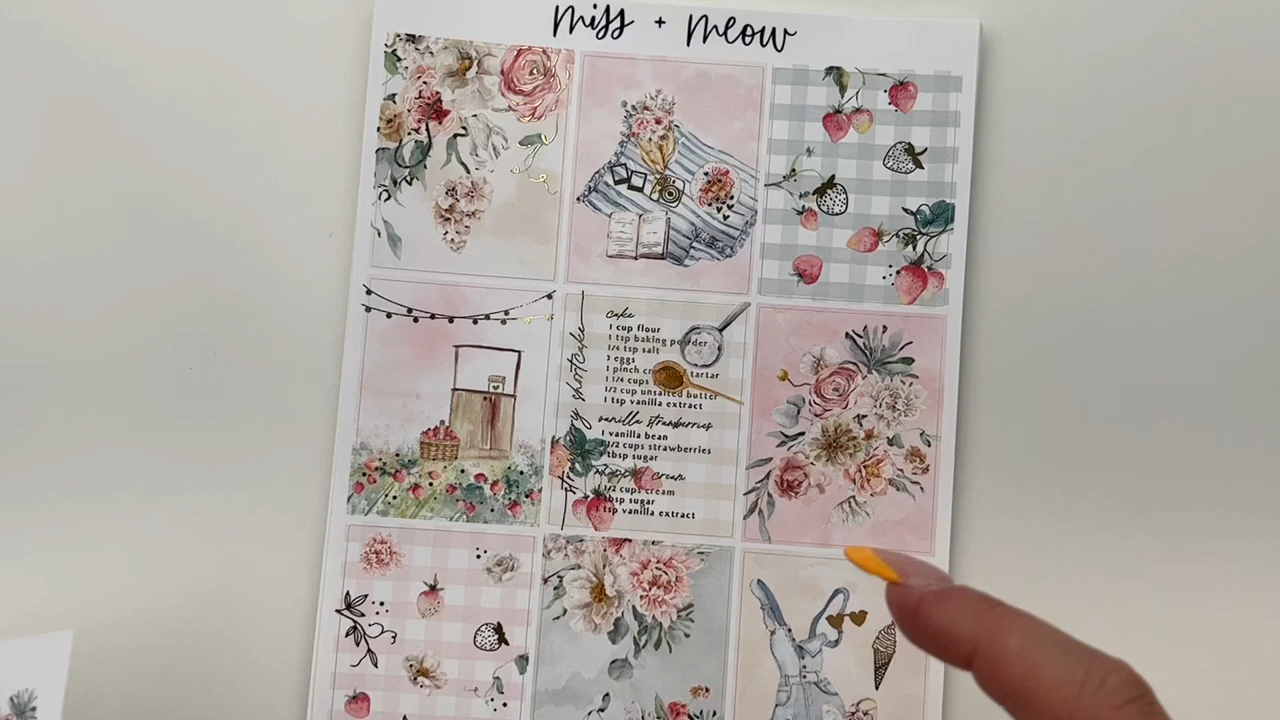 miss + meow
cake
1 cup flour
1 tsp baking powder
1/4 tsp salt
3 eggs
1 pinch tartar
1 1/4 cups
1/2 cup unsalted butter
1 tsp vanilla extract
shortcake
vanilla strawberries
1 vanilla bean
1/2 cups strawberries
tbsp sugar
cream
1/2 cups cream
tbsp sugar
1 tsp vanilla extract